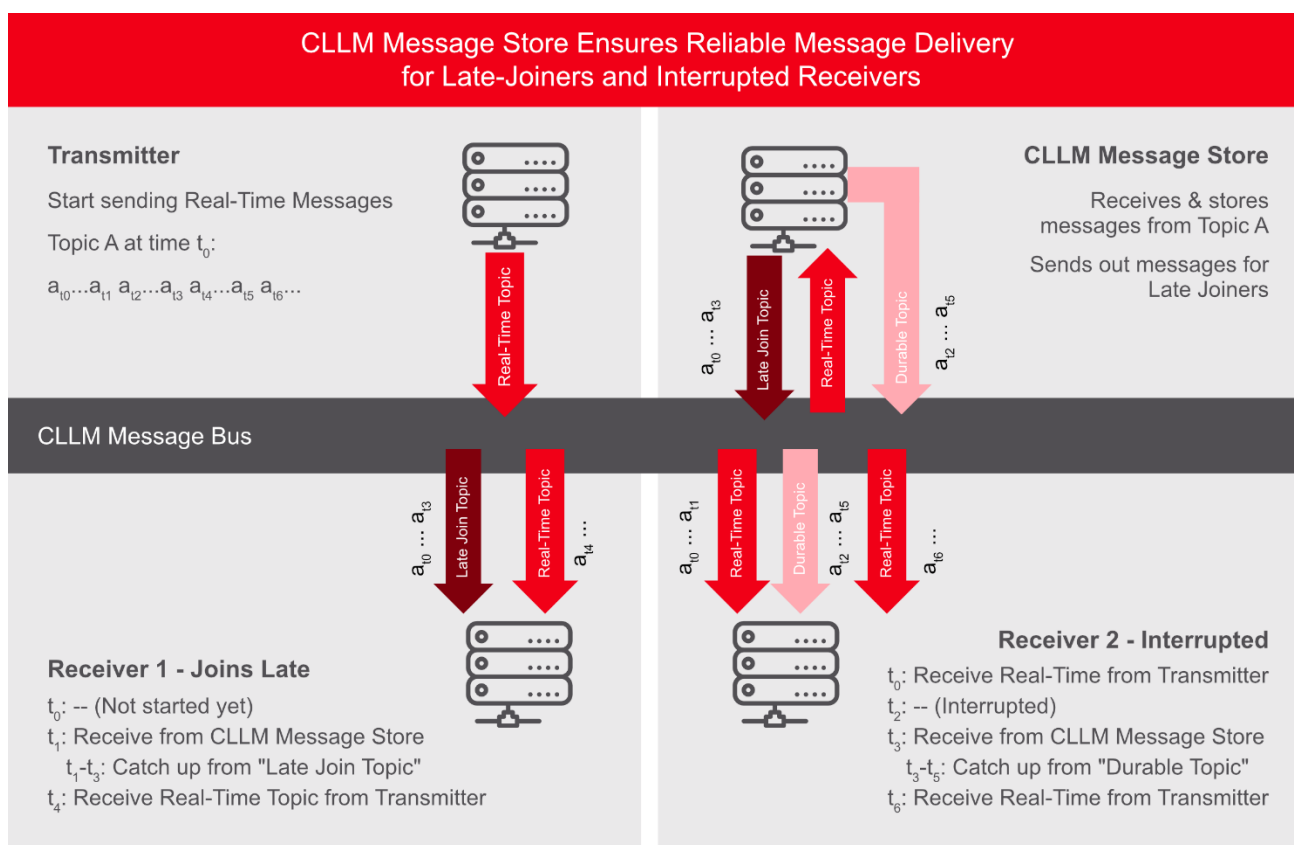 CLLM Message Store Ensures Reliable Message Delivery
for Late-Joiners and Interrupted Receivers
Transmitter
Start sending Real-Time Messages
Topic A at time t0:
at0...at1 at2...at3 at4...at5 at6...
Real-Time Topic
CLLM Message Store
Receives & stores
messages from Topic A
Sends out messages for
Late Joiners
at0 ... at3
Late Join Topic
Real-Time Topic
Durable Topic
at2 ... at5
CLLM Message Bus
at0 ... at3
Late Join Topic
Real-Time Topic
at4 ...
Receiver 1 - Joins Late
t0: -- (Not started yet)
t1: Receive from CLLM Message Store
t1-t3: Catch up from "Late Join Topic"
t4: Receive Real-Time Topic from Transmitter
at0 ... at1
Real-Time Topic
Durable Topic
at2 ... at5
Real-Time Topic
at6 ...
Receiver 2 - Interrupted
t0: Receive Real-Time from Transmitter
t2: -- (Interrupted)
t3: Receive from CLLM Message Store
t3-t5: Catch up from "Durable Topic"
t6: Receive Real-Time from Transmitter